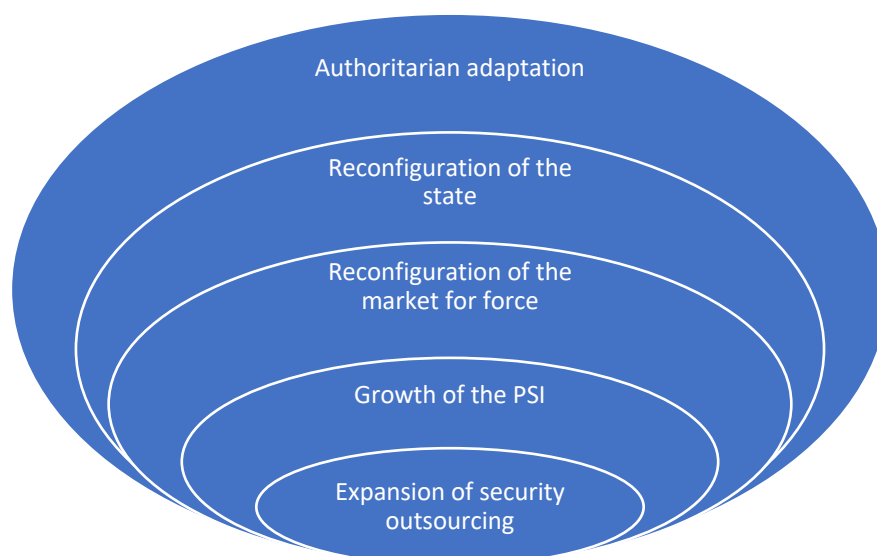 Authoritarian adaptation
Reconfiguration of the
state
Reconfiguration of the
market for force
Growth of the PSI
Expansion of security
outsourcing